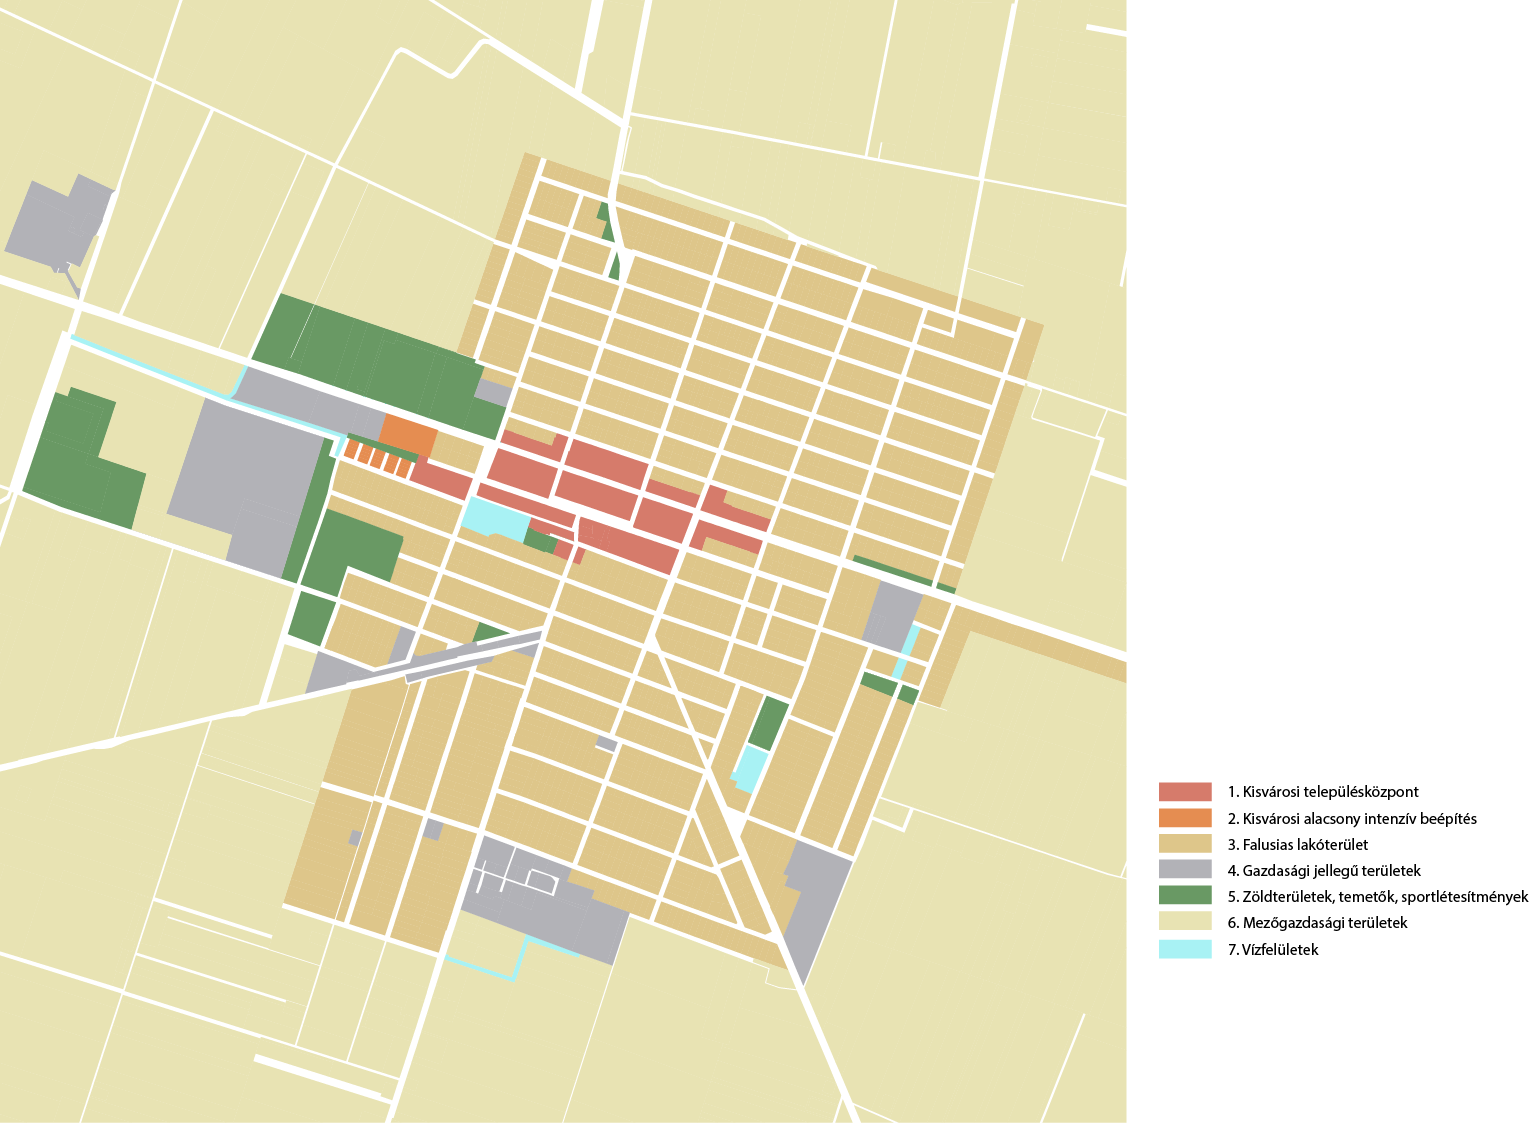 1. Kisvárosi településközpont
2. Kisvárosi alacsony intenzív beépítés
3. Falusias lakóterület
4. Gazdasági jellegű területek
5. Zöldterületek, temetők, sportlétesítmények
6. Mezőgazdasági területek
7. Vízfelületek